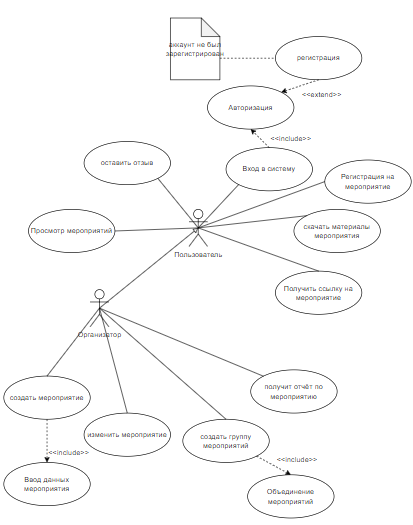 аккаунт не был
зарегистрирован
регистрация
<<extend>>
Авторизация
<<include>>
оставить отзыв
Вход в систему
Регистрация на
мероприятие
Просмотр мероприятий
скачать материалы
мероприятия
Пользователь
Получить ссылку на
мероприятие
Организатор
получит отчёт по
мероприятию
создать мероприятие
изменить мероприятие
создать группу
мероприятий
<<include>>
<<include>>
Ввод данных
мероприятия
Объединение
мероприятий